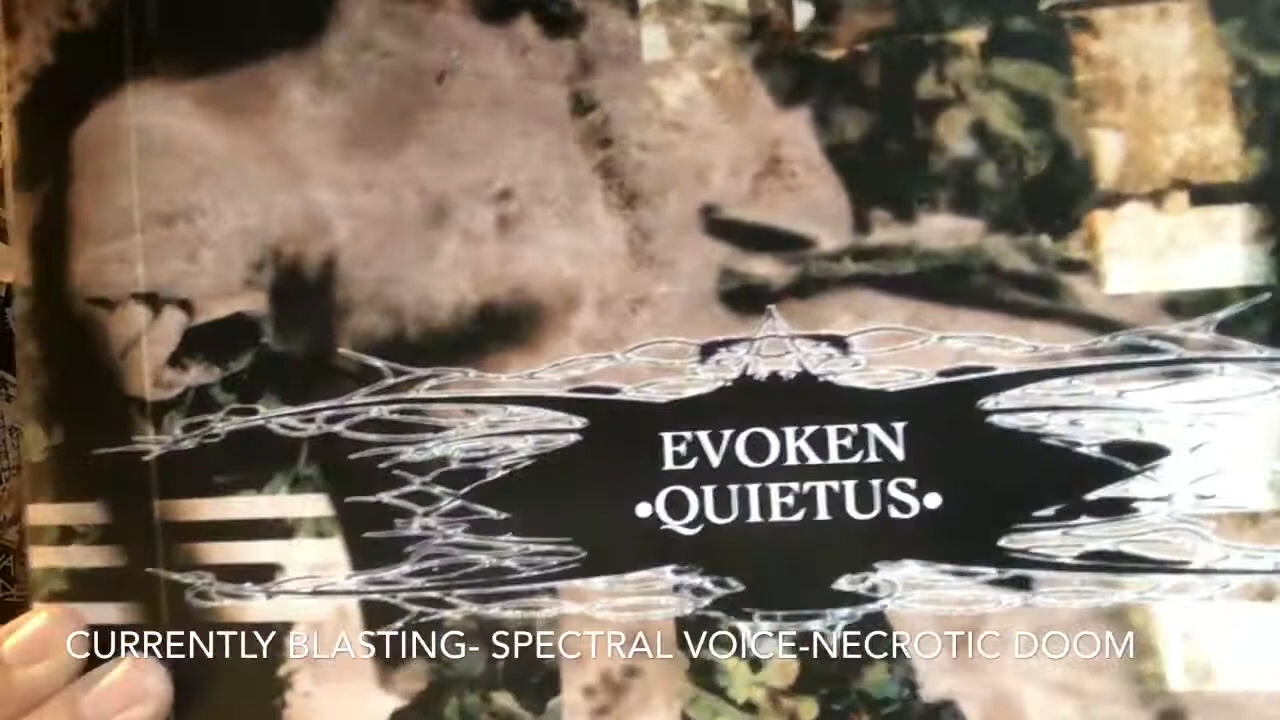 EVOKEN
•QUIETUS•
CURRENTLY BLASTING- SPECTRAL VOICE-NECROTIC DOOM